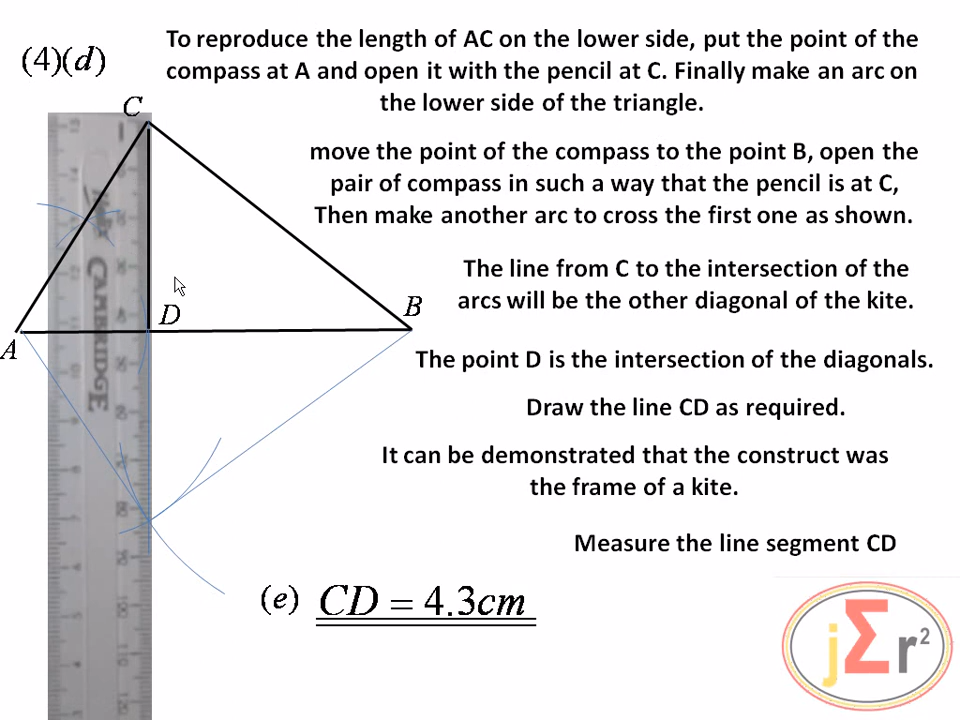 (4)(d)
To reproduce the length of AC on the lower side, put the point of the
compass at A and open it with the pencil at C. Finally make an arc on
the lower side of the triangle.
C
move the point of the compass to the point B, open the
pair of compass in such a way that the pencil is at C,
Then make another arc to cross the first one as shown.
The line from C to the intersection of the
arcs will be the other diagonal of the kite.
D
B
A
CAMBRIDGE
The point D is the intersection of the diagonals.
Draw the line CD as required.
It can be demonstrated that the construct was
the frame of a kite.
Measure the line segment CD
(e) CD = 4.3cm
jΣr²